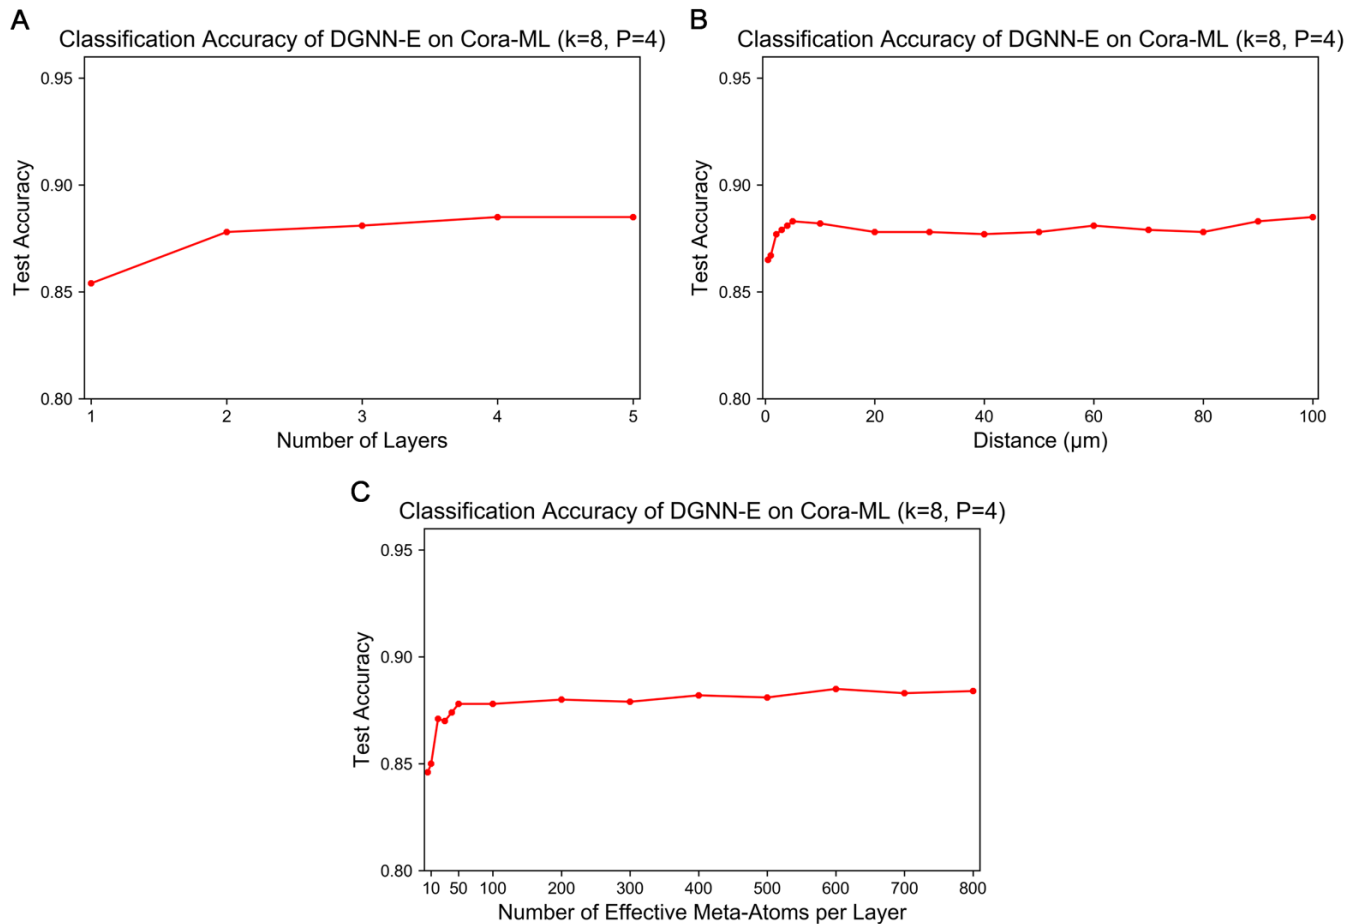 A
Classification Accuracy of DGNN-E on Cora-ML (k=8, P=4)
Test Accuracy
0.95
0.90
0.85
0.80
1 2 3 4 5
Number of Layers
B
Classification Accuracy of DGNN-E on Cora-ML (k=8, P=4)
Test Accuracy
0.95
0.90
0.85
0.80
0 20 40 60 80 100
Distance (μm)
C
Classification Accuracy of DGNN-E on Cora-ML (k=8, P=4)
Test Accuracy
0.95
0.90
0.85
0.80
10 50 100 200 300 400 500 600 700 800
Number of Effective Meta-Atoms per Layer